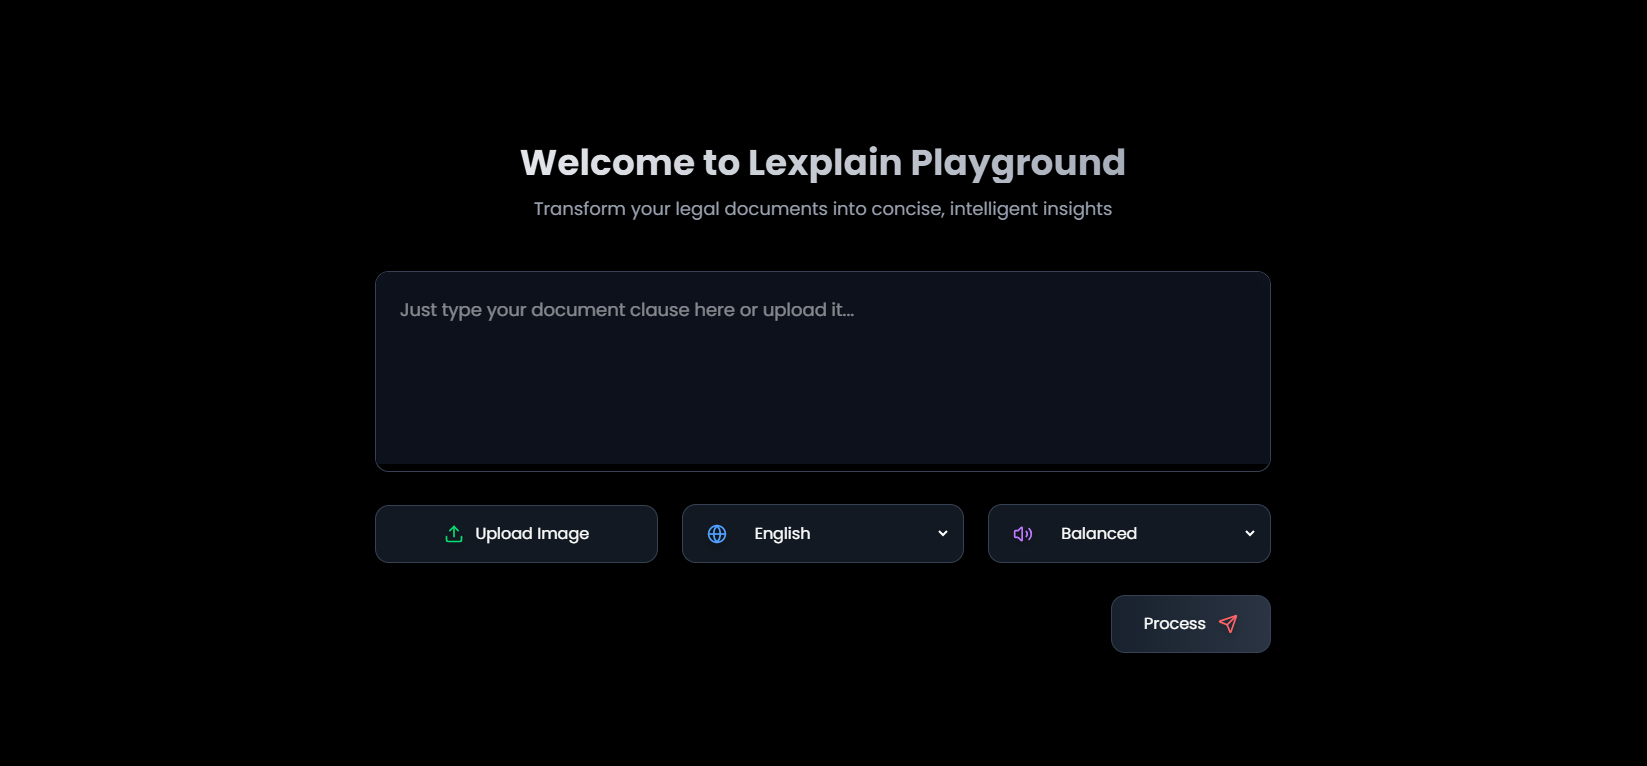 Welcome to Lexplain Playground
Transform your legal documents into concise, intelligent insights
Just type your document clause here or upload it...
Upload Image
English
Balanced
Process